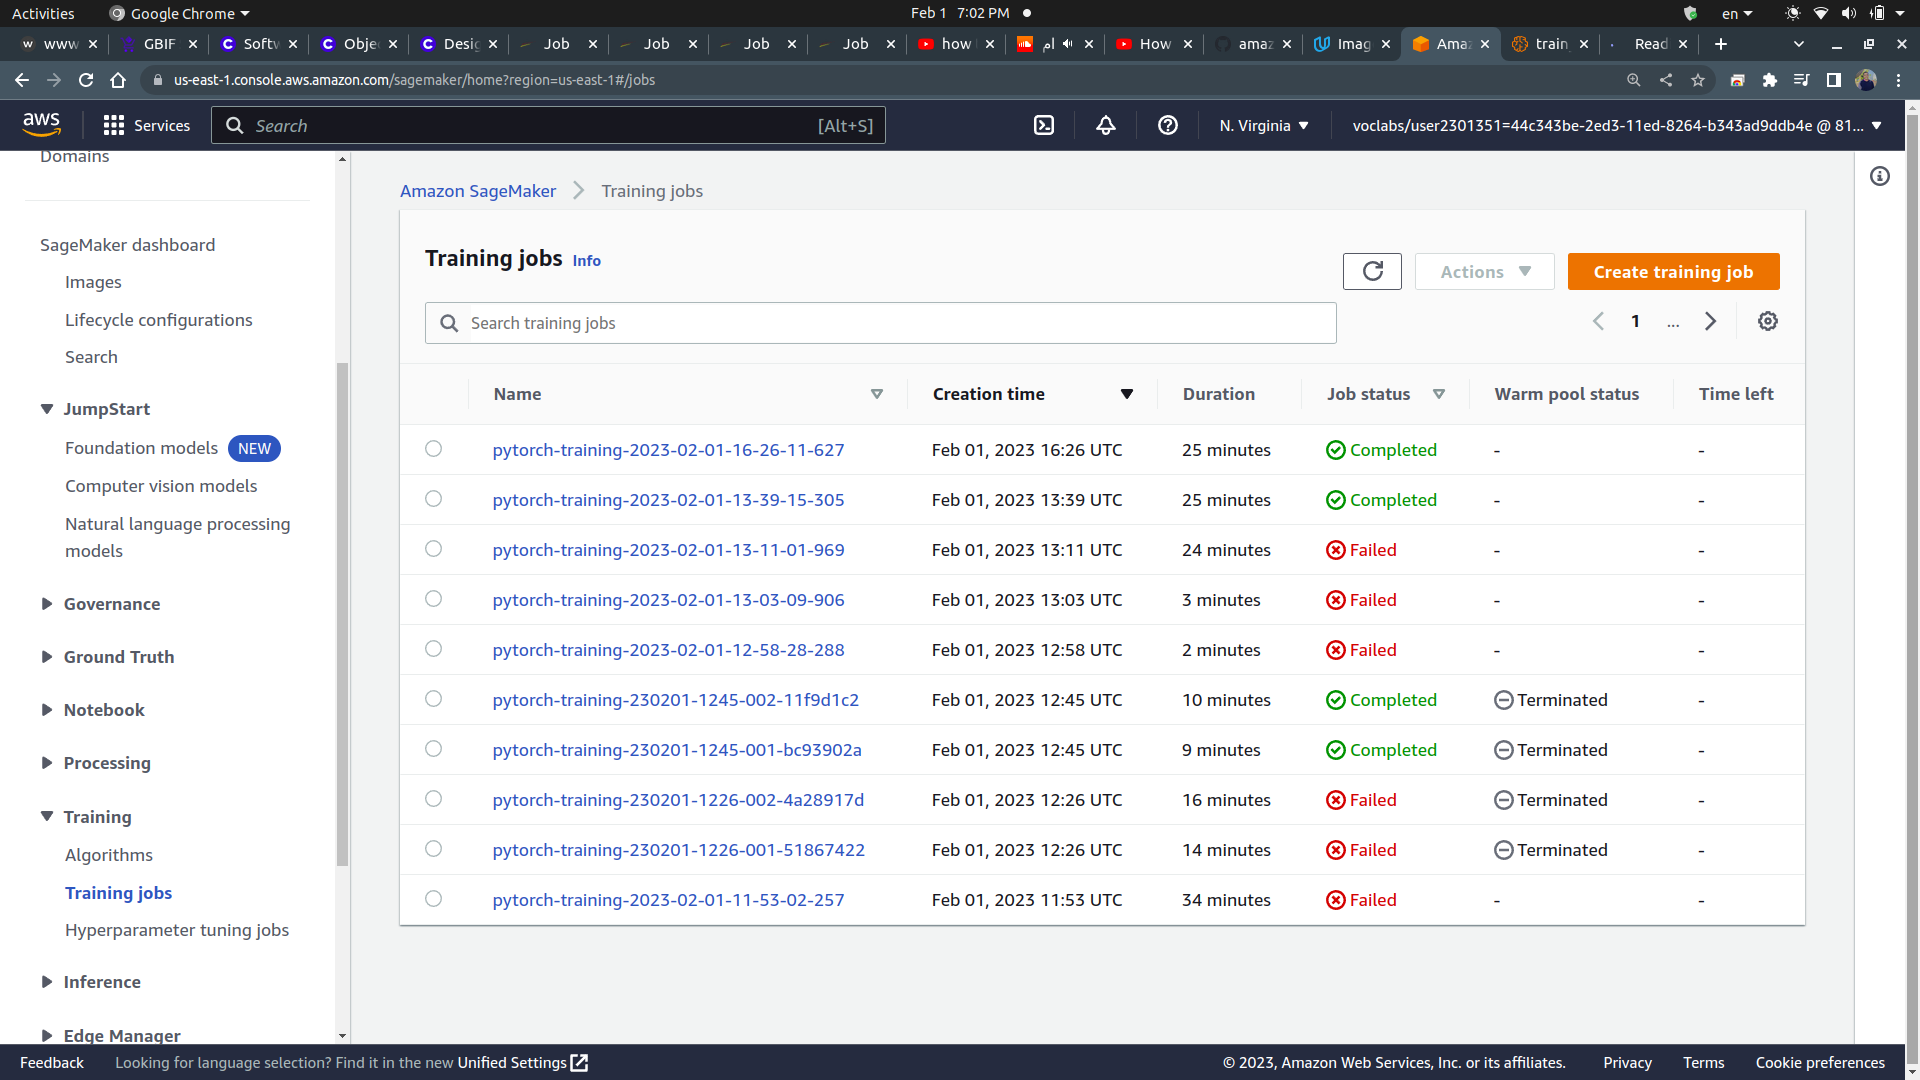 Activities Google Chrome Feb 1 7:02 PM en
www GBIF Softw Obje Desig Job Job Job Job how ام How amaz Imag Amaz train Read
us-east-1.console.aws.amazon.com/sagemaker/home?region=us-east-1#/jobs
aws Services Search [Alt+S] N. Virginia voclabs/user2301351=44c343be-2ed3-11ed-8264-b343ad9ddb4e @ 81...
Domains
SageMaker dashboard
Images
Lifecycle configurations
Search
JumpStart
Foundation models NEW
Computer vision models
Natural language processing
models
Governance
Ground Truth
Notebook
Processing
Training
Algorithms
Training jobs
Hyperparameter tuning jobs
Inference
Edge Manager
Amazon SageMaker Training jobs
Training jobs Info
Actions Create training job
Search training jobs 1 ...
Name Creation time Duration Job status Warm pool status Time left
pytorch-training-2023-02-01-16-26-11-627 Feb 01, 2023 16:26 UTC 25 minutes Completed - -
pytorch-training-2023-02-01-13-39-15-305 Feb 01, 2023 13:39 UTC 25 minutes Completed - -
pytorch-training-2023-02-01-13-11-01-969 Feb 01, 2023 13:11 UTC 24 minutes Failed - -
pytorch-training-2023-02-01-13-03-09-906 Feb 01, 2023 13:03 UTC 3 minutes Failed - -
pytorch-training-2023-02-01-12-58-28-288 Feb 01, 2023 12:58 UTC 2 minutes Failed - -
pytorch-training-230201-1245-002-11f9d1c2 Feb 01, 2023 12:45 UTC 10 minutes Completed Terminated -
pytorch-training-230201-1245-001-bc93902a Feb 01, 2023 12:45 UTC 9 minutes Completed Terminated -
pytorch-training-230201-1226-002-4a28917d Feb 01, 2023 12:26 UTC 16 minutes Failed Terminated -
pytorch-training-230201-1226-001-51867422 Feb 01, 2023 12:26 UTC 14 minutes Failed Terminated -
pytorch-training-2023-02-01-11-53-02-257 Feb 01, 2023 11:53 UTC 34 minutes Failed - -
Feedback Looking for language selection? Find it in the new Unified Settings © 2023, Amazon Web Services, Inc. or its affiliates. Privacy Terms Cookie preferences